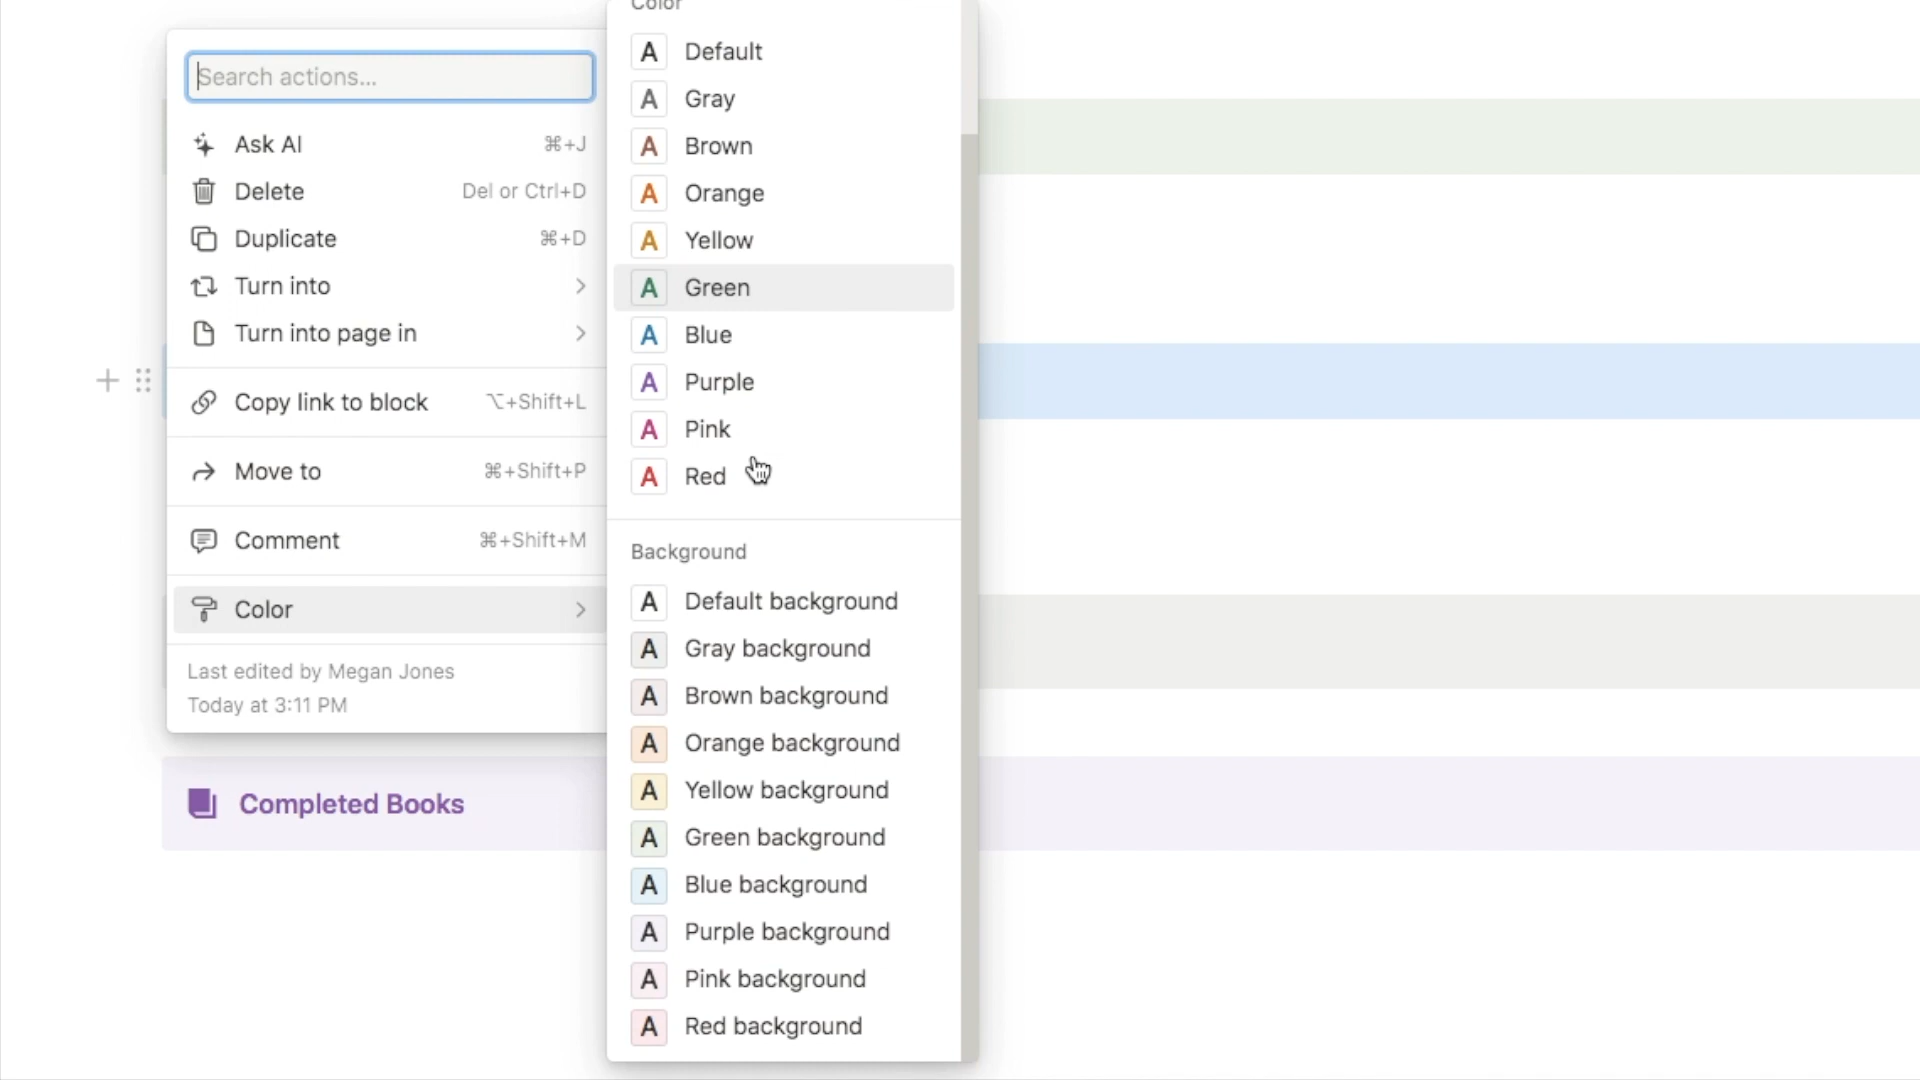 Search actions...
Ask AI ⌘+J
Delete Del or Ctrl+D
Duplicate ⌘+D
Turn into
Turn into page in
Copy link to block ⌥+Shift+L
Move to ⌘+Shift+P
Comment ⌘+Shift+M
Color
Last edited by Megan Jones
Today at 3:11 PM
Completed Books
Color
A Default
A Gray
A Brown
A Orange
A Yellow
A Green
A Blue
A Purple
A Pink
A Red
Background
A Default background
A Gray background
A Brown background
A Orange background
A Yellow background
A Green background
A Blue background
A Purple background
A Pink background
A Red background